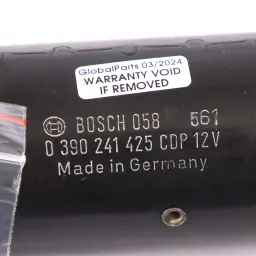 GlobalParts 03/2024
WARRANTY VOID
IF REMOVED
BOSCH 058 561
0 390 241 425 CDP 12V
Made in Germany